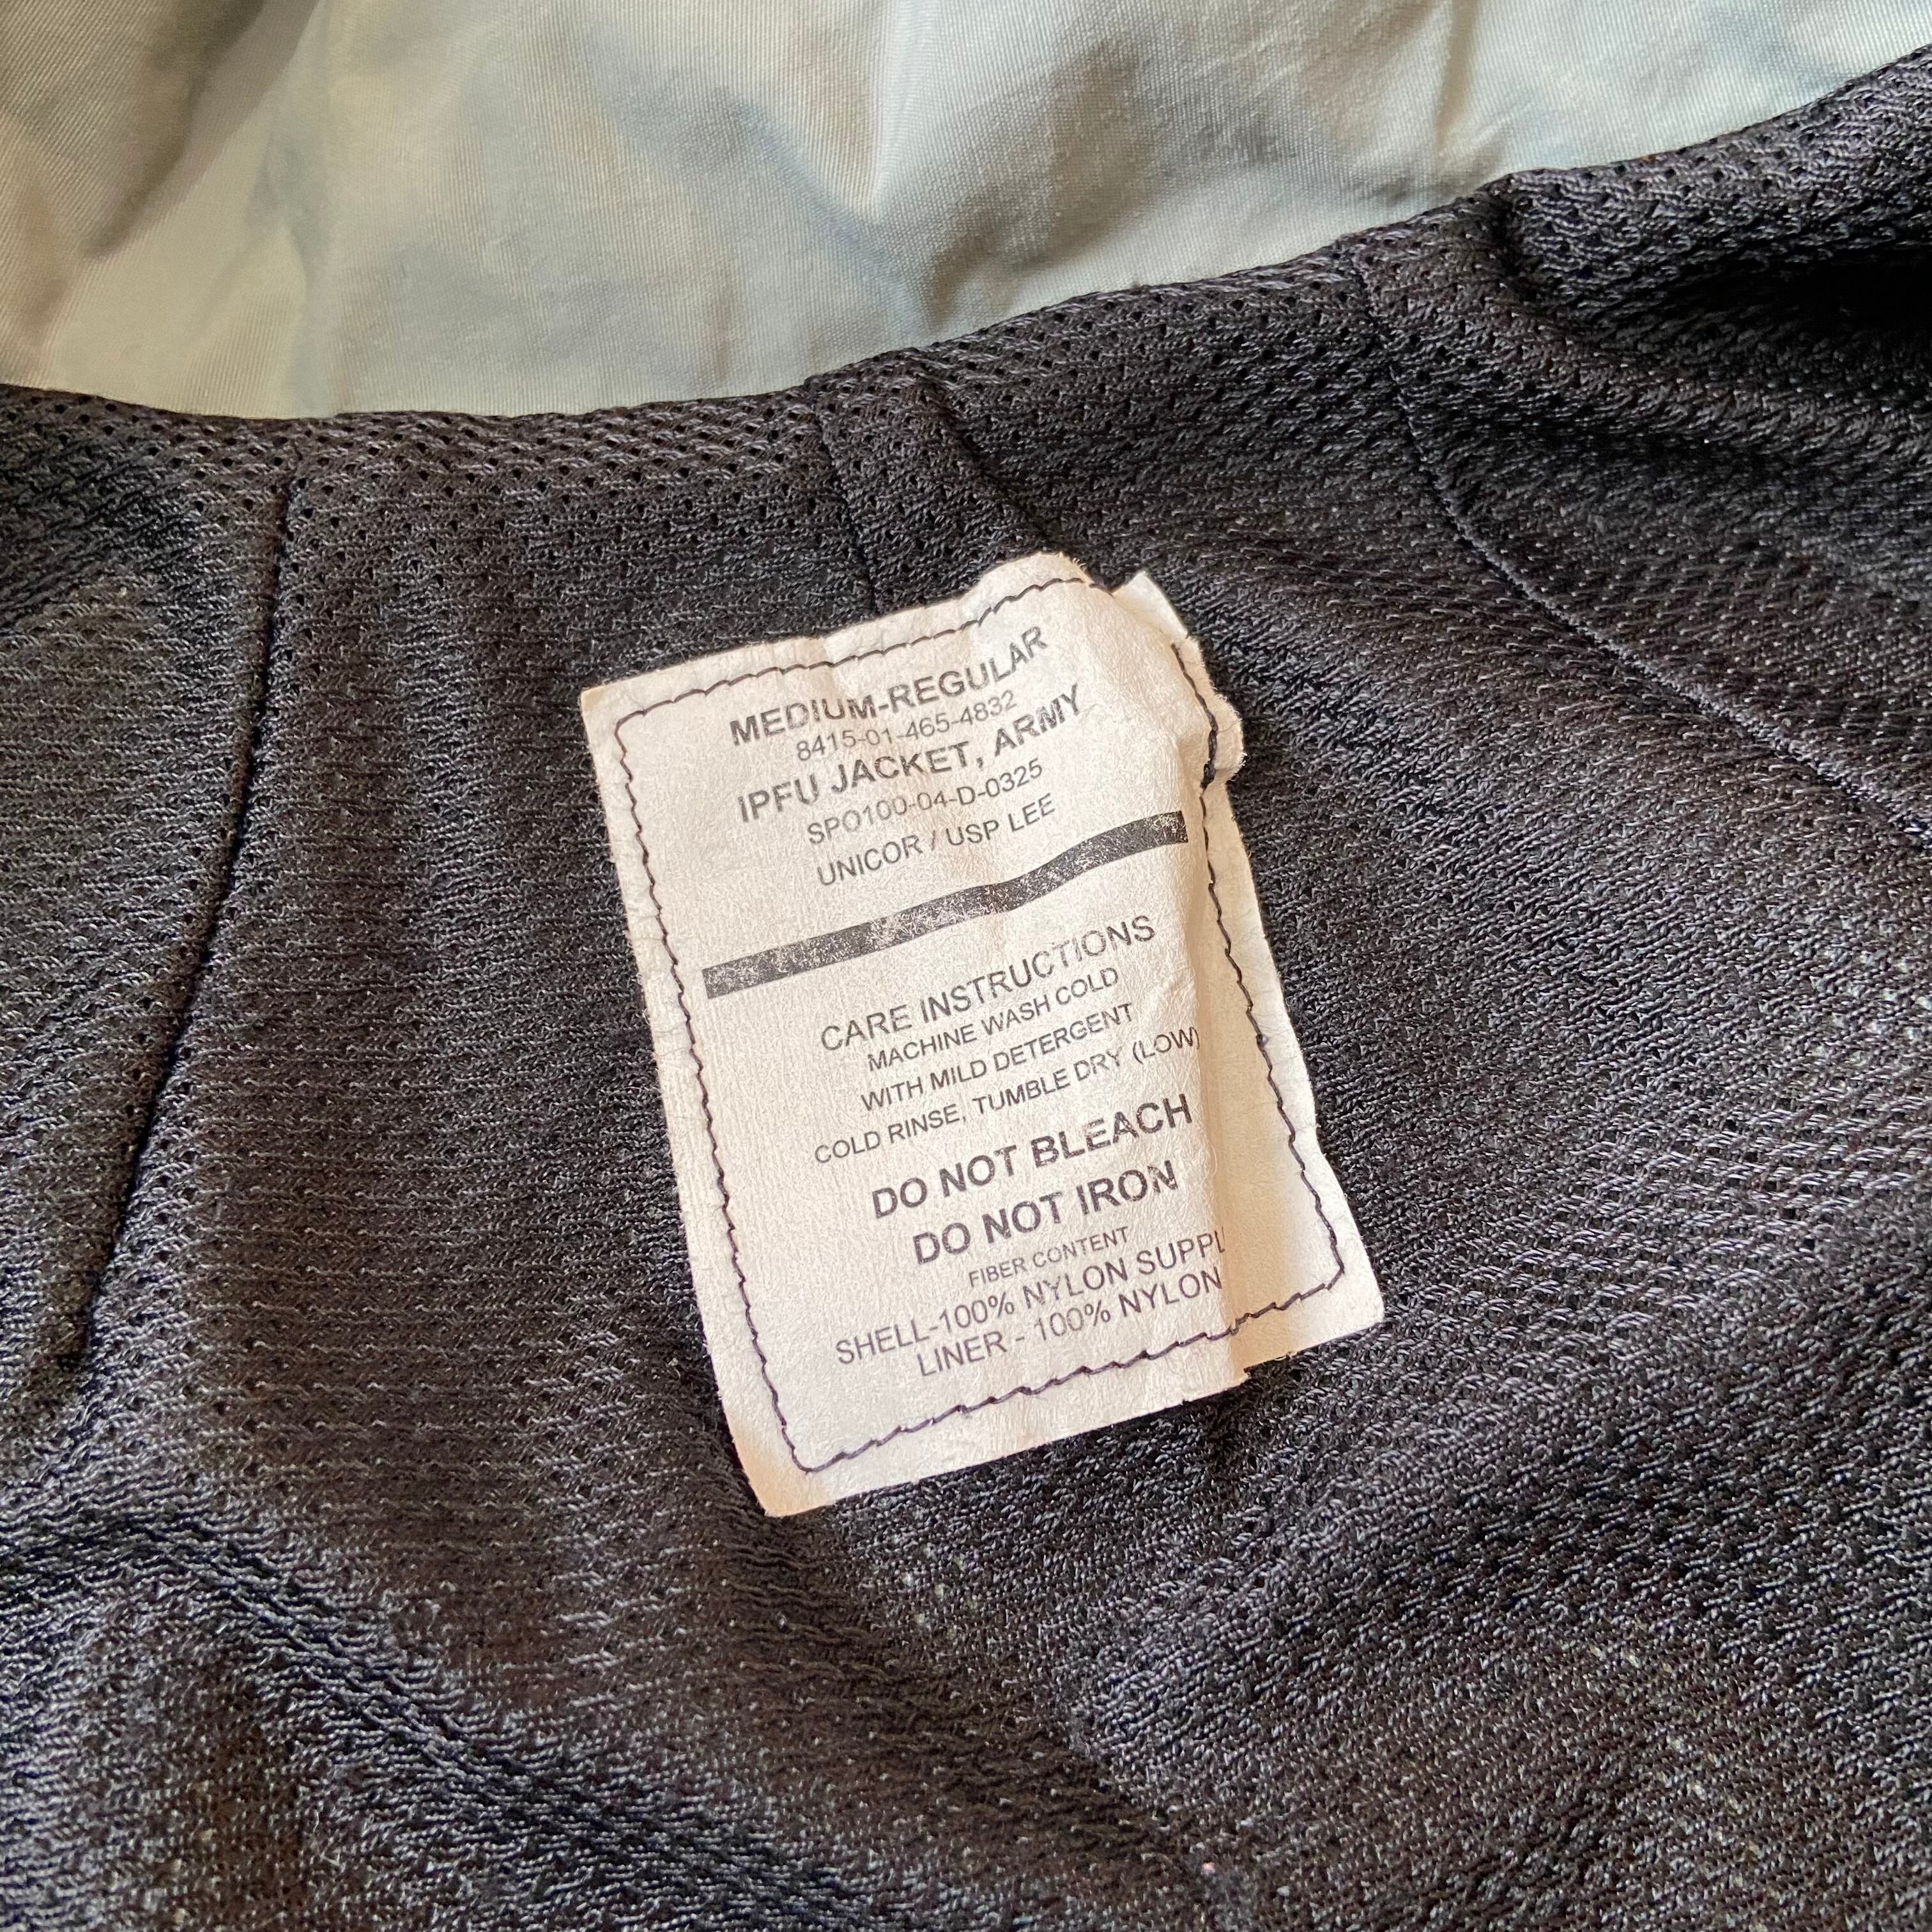 MEDIUM-REGULAR
8415-01-465-4832
IPFU JACKET, ARMY
SPO100-04-D-0325
UNICOR / USP LEE
CARE INSTRUCTIONS
MACHINE WASH COLD
WITH MILD DETERGENT
COLD RINSE, TUMBLE DRY (LOW)
DO NOT BLEACH
DO NOT IRON
FIBER CONTENT
SHELL-100% NYLON SUPPL
LINER - 100% NYLON